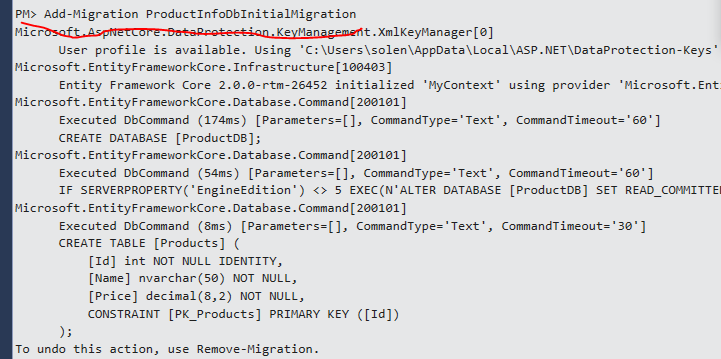 PM> Add-Migration ProductInfoDbInitialMigration
Microsoft.AspNetCore.DataProtection.KeyManagement.XmlKeyManager[0]
User profile is available. Using 'C:\Users\solen\AppData\Local\ASP.NET\DataProtection-Keys'
Microsoft.EntityFrameworkCore.Infrastructure[100403]
Entity Framework Core 2.0.0-rtm-26452 initialized 'MyContext' using provider 'Microsoft.Enti
Microsoft.EntityFrameworkCore.Database.Command[200101]
Executed DbCommand (174ms) [Parameters=[], CommandType='Text', CommandTimeout='60']
CREATE DATABASE [ProductDB];
Microsoft.EntityFrameworkCore.Database.Command[200101]
Executed DbCommand (54ms) [Parameters=[], CommandType='Text', CommandTimeout='60']
IF SERVERPROPERTY('EngineEdition') <> 5 EXEC(N'ALTER DATABASE [ProductDB] SET READ_COMMITTE
Microsoft.EntityFrameworkCore.Database.Command[200101]
Executed DbCommand (8ms) [Parameters=[], CommandType='Text', CommandTimeout='30']
CREATE TABLE [Products] (
[Id] int NOT NULL IDENTITY,
[Name] nvarchar(50) NOT NULL,
[Price] decimal(8,2) NOT NULL,
CONSTRAINT [PK_Products] PRIMARY KEY ([Id])
);
To undo this action, use Remove-Migration.